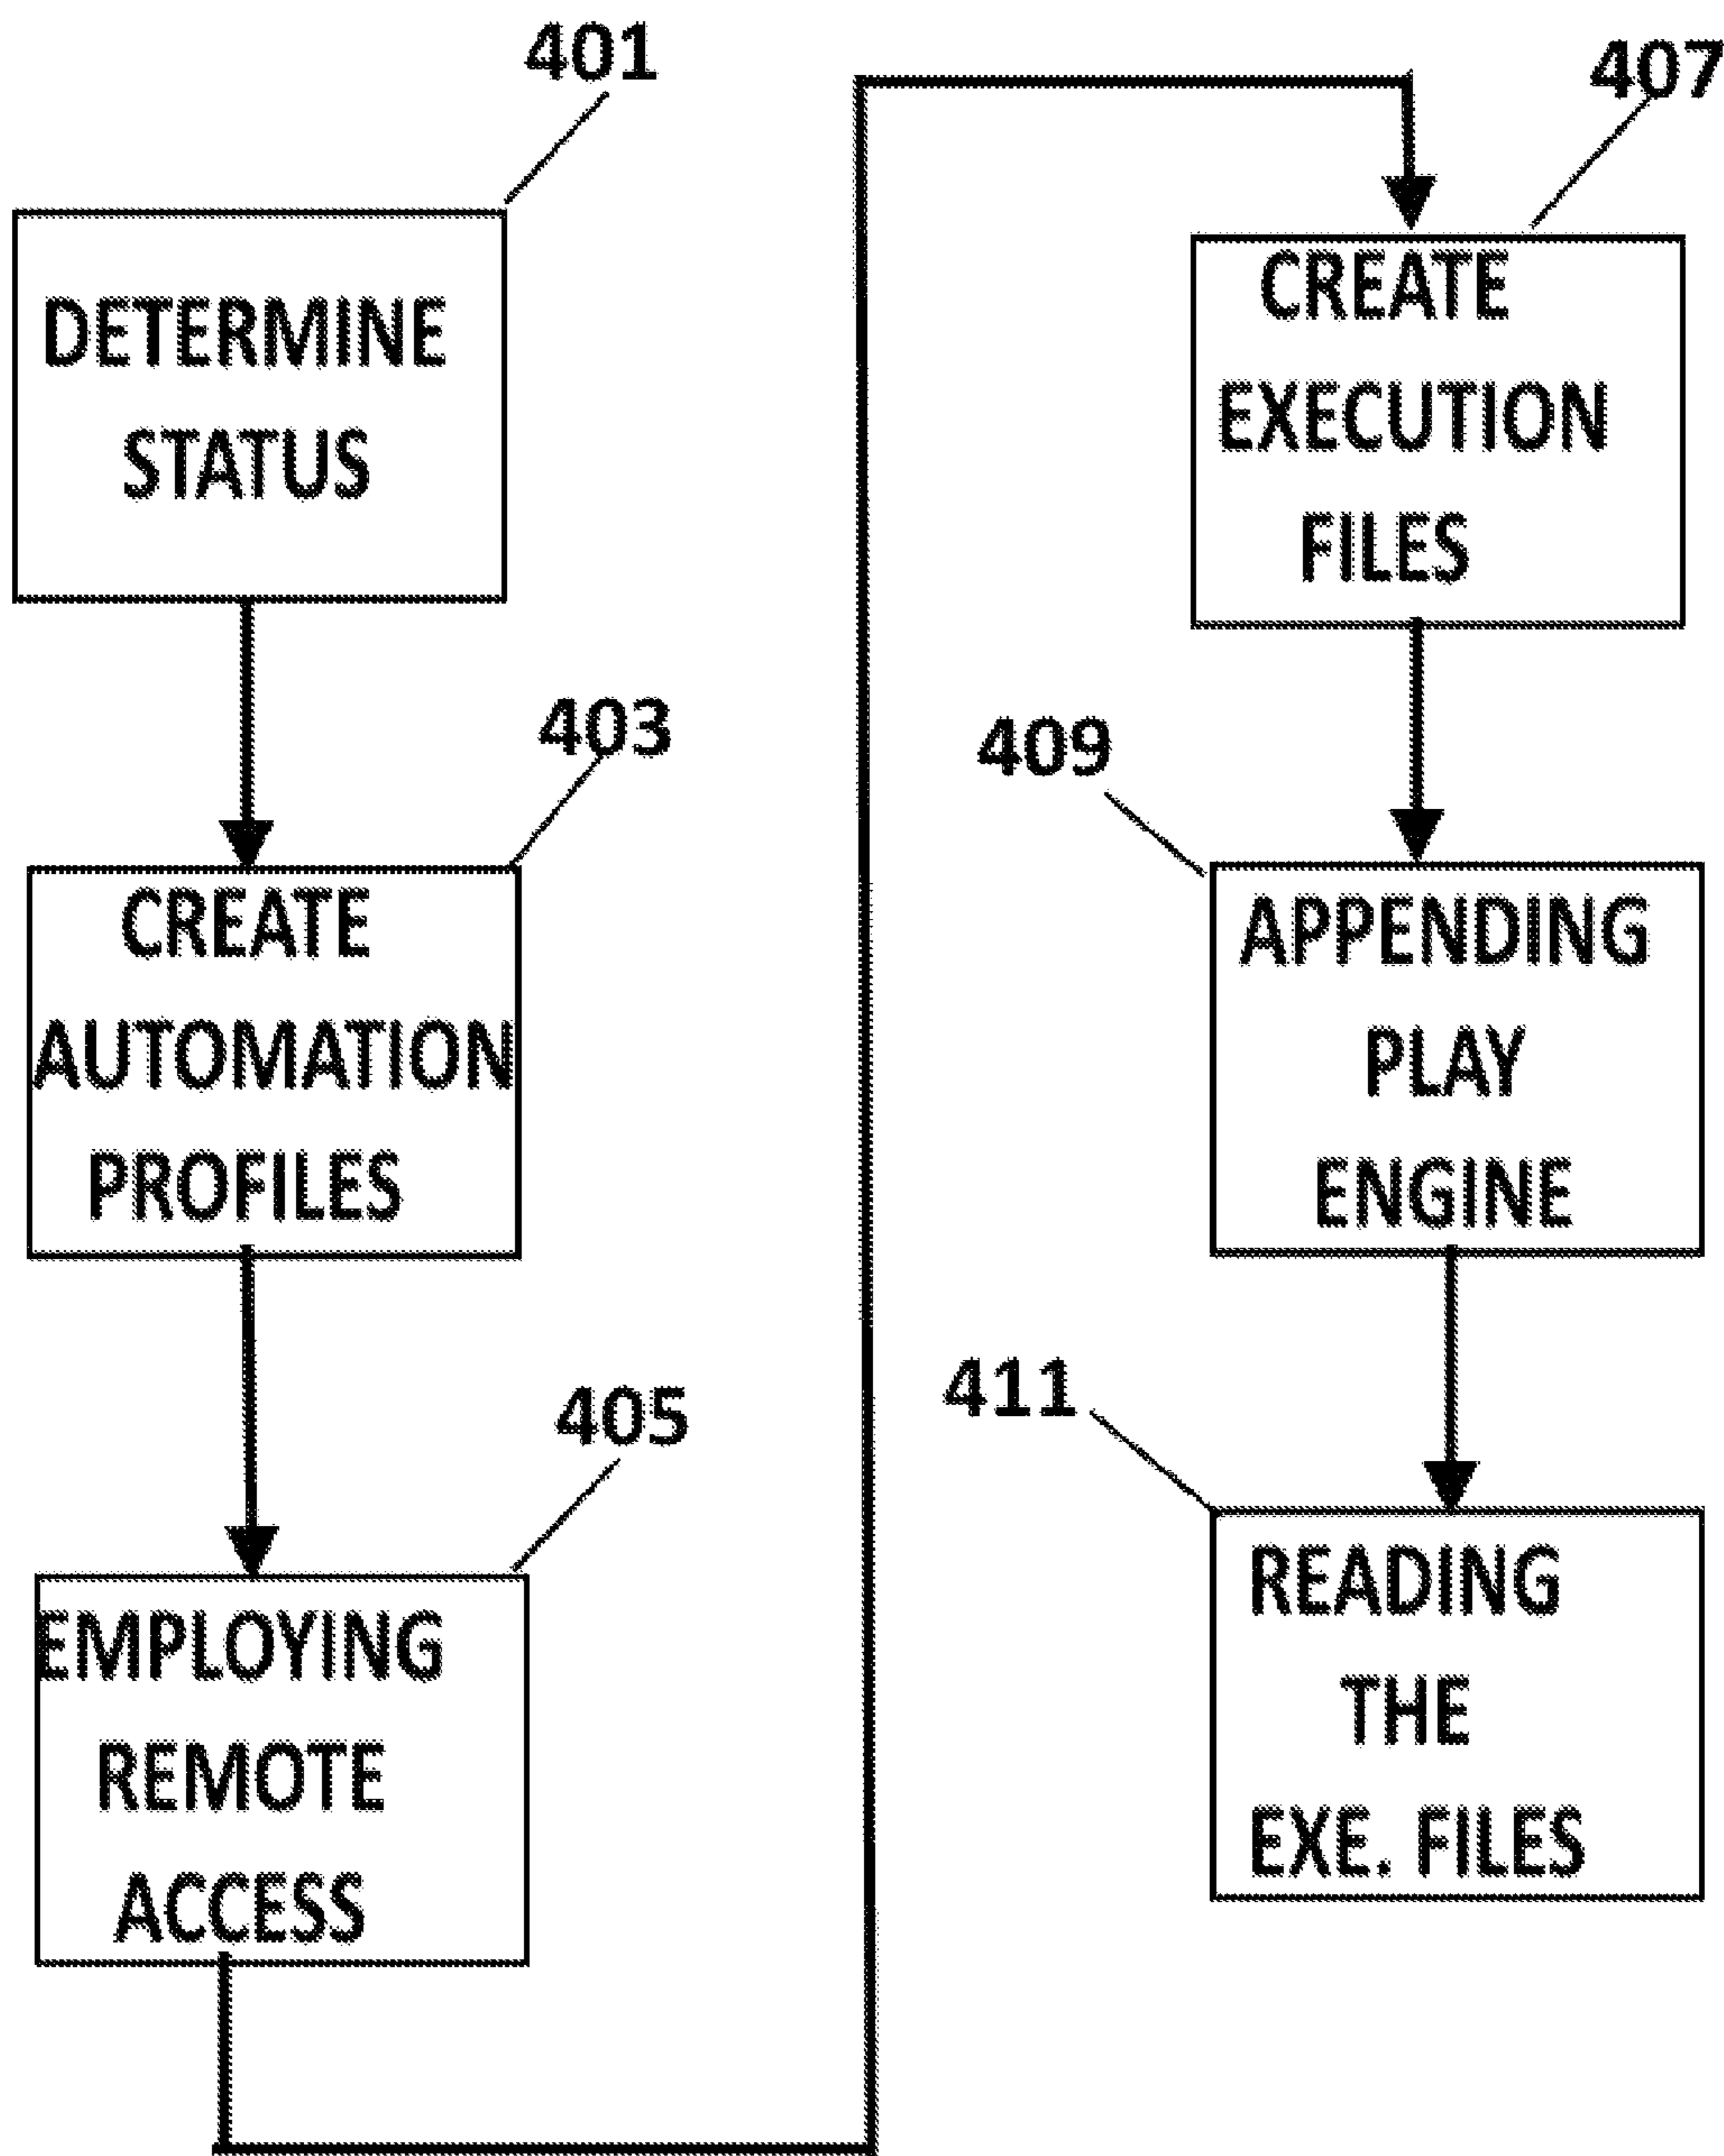 401
DETERMINE
STATUS
403
CREATE
AUTOMATION
PROFILES
405
EMPLOYING
REMOTE
ACCESS
407
CREATE
EXECUTION
FILES
409
APPENDING
PLAY
ENGINE
411
READING
THE
EXE. FILES